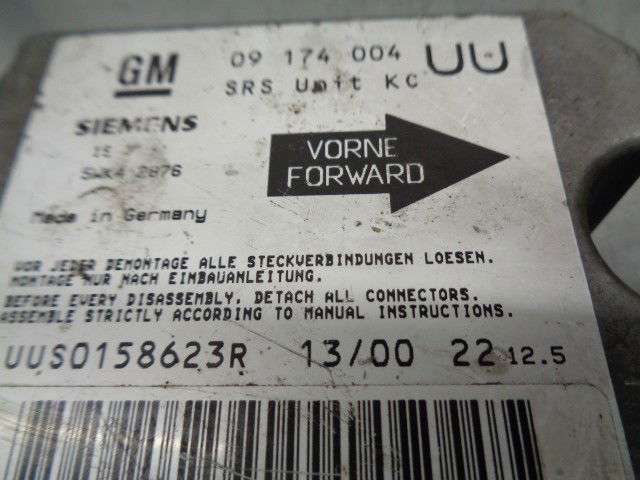 GM 09 174 004 UU
SRS Unit KC
SIEMENS
5WK4 2876
VORNE
FORWARD
Made in Germany
VOR JEDER DEMONTAGE ALLE STECKVERBINDUNGEN LOESEN.
MONTAGE NUR NACH EINBAUANLEITUNG.
BEFORE EVERY DISASSEMBLY, DETACH ALL CONNECTORS.
ASSEMBLE STRICTLY ACCORDING TO MANUAL INSTRUCTIONS.
UUS0158623R 13/00 22 12.5